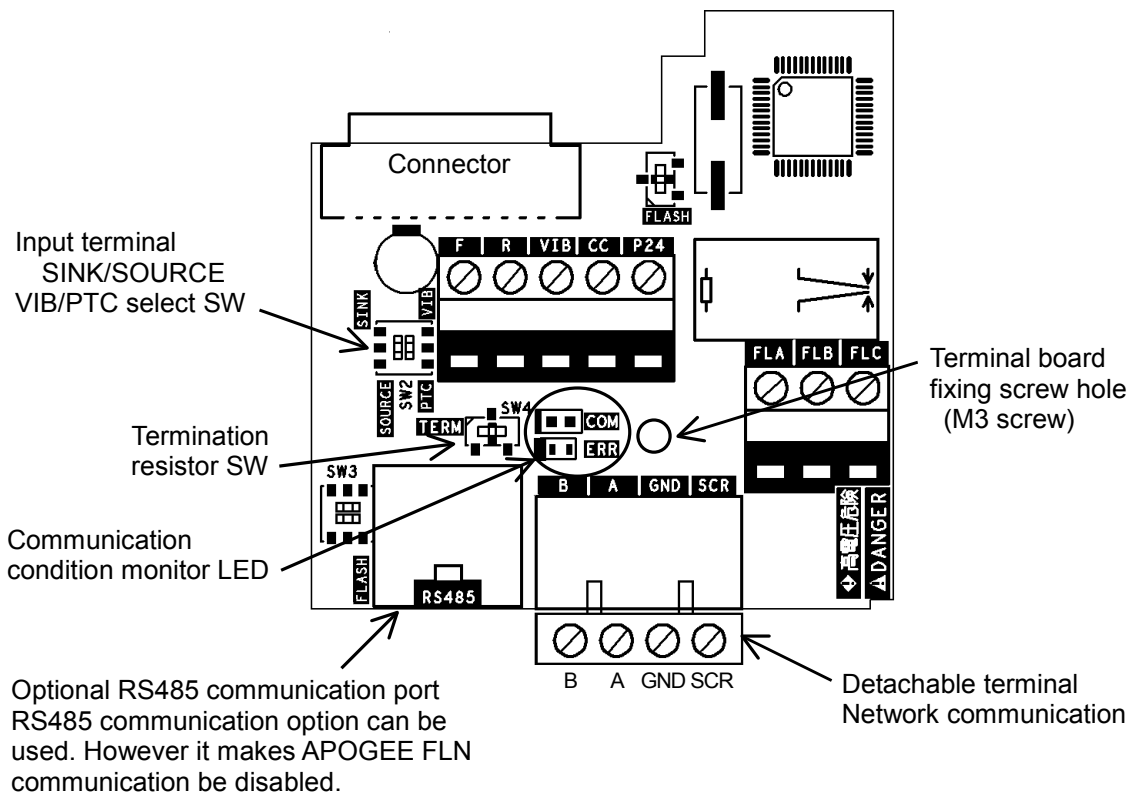 Connector
FLASH
Input terminal
SINK/SOURCE
VIB/PTC select SW
F R VIB CC P24
SINK
VIB
SOURCE
SW2
PTC
FLA FLB FLC
Terminal board
fixing screw hole
(M3 screw)
TERM
SW4
COM
ERR
Termination
resistor SW
SW3
B A GND SCR
Communication
condition monitor LED
FLASH
RS485
高電圧危険
DANGER
B A GND SCR
Optional RS485 communication port
RS485 communication option can be
used. However it makes APOGEE FLN
communication be disabled.
Detachable terminal
Network communication